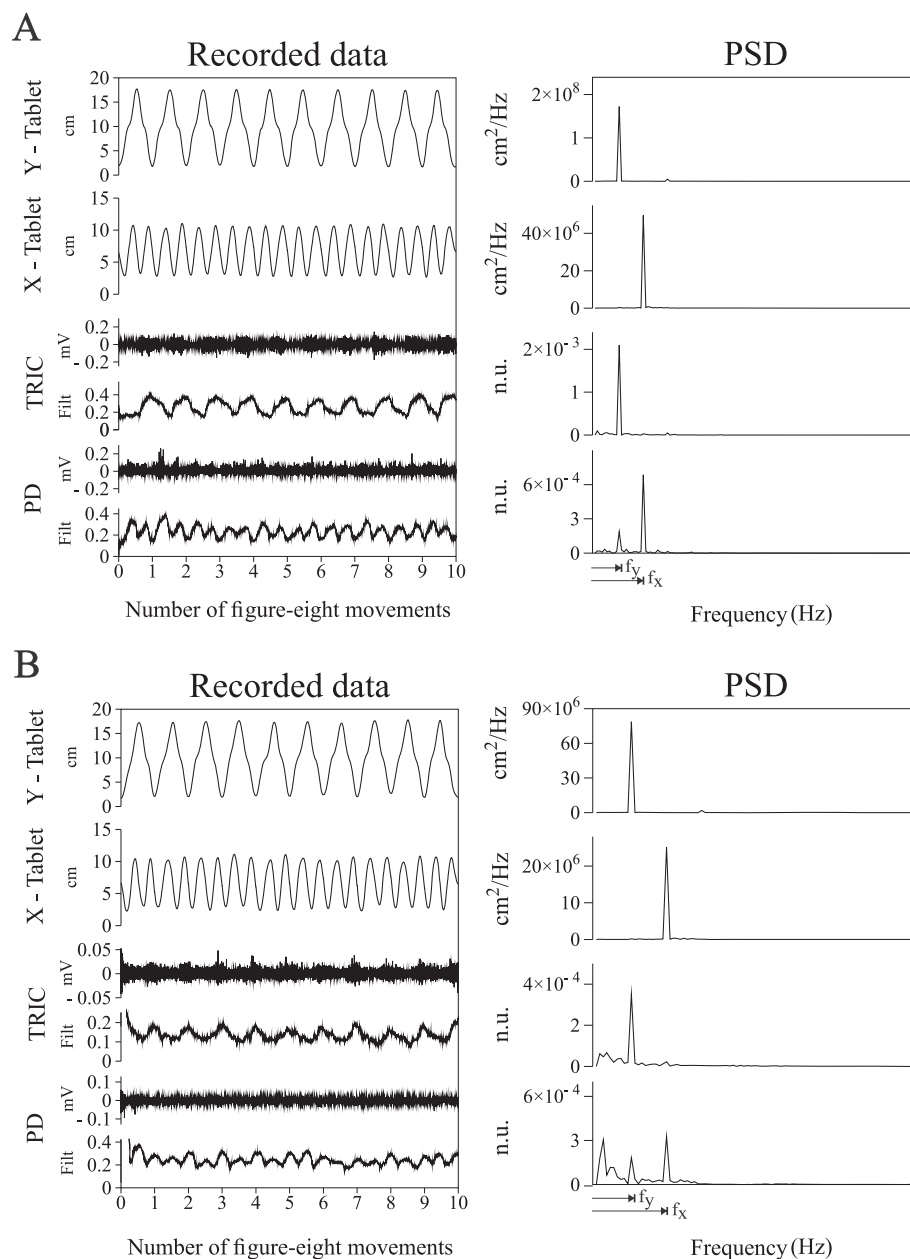 A
Recorded data
PSD
Y - Tablet
cm
20
15
10
5
0
cm²/Hz
2×10⁸
1
0
X - Tablet
cm
15
10
5
0
cm²/Hz
40×10⁶
20
0
TRIC
mV
0.2
0
- 0.2
Filt
0.4
0.2
0
n.u.
2×10⁻³
1
0
PD
mV
0.2
0
- 0.2
Filt
0.4
0.2
0
n.u.
6×10⁻⁴
3
0
0 1 2 3 4 5 6 7 8 9 10
f_y
f_x
Number of figure-eight movements
Frequency (Hz)
B
Recorded data
PSD
Y - Tablet
cm
20
15
10
5
0
cm²/Hz
90×10⁶
60
30
0
X - Tablet
cm
15
10
5
0
cm²/Hz
20×10⁶
10
0
TRIC
mV
0.05
0
- 0.05
Filt
0.2
0.1
0
n.u.
4×10⁻⁴
2
0
PD
mV
0.1
0
- 0.1
Filt
0.4
0.2
0
n.u.
6×10⁻⁴
3
0
0 1 2 3 4 5 6 7 8 9 10
f_y
f_x
Number of figure-eight movements
Frequency (Hz)